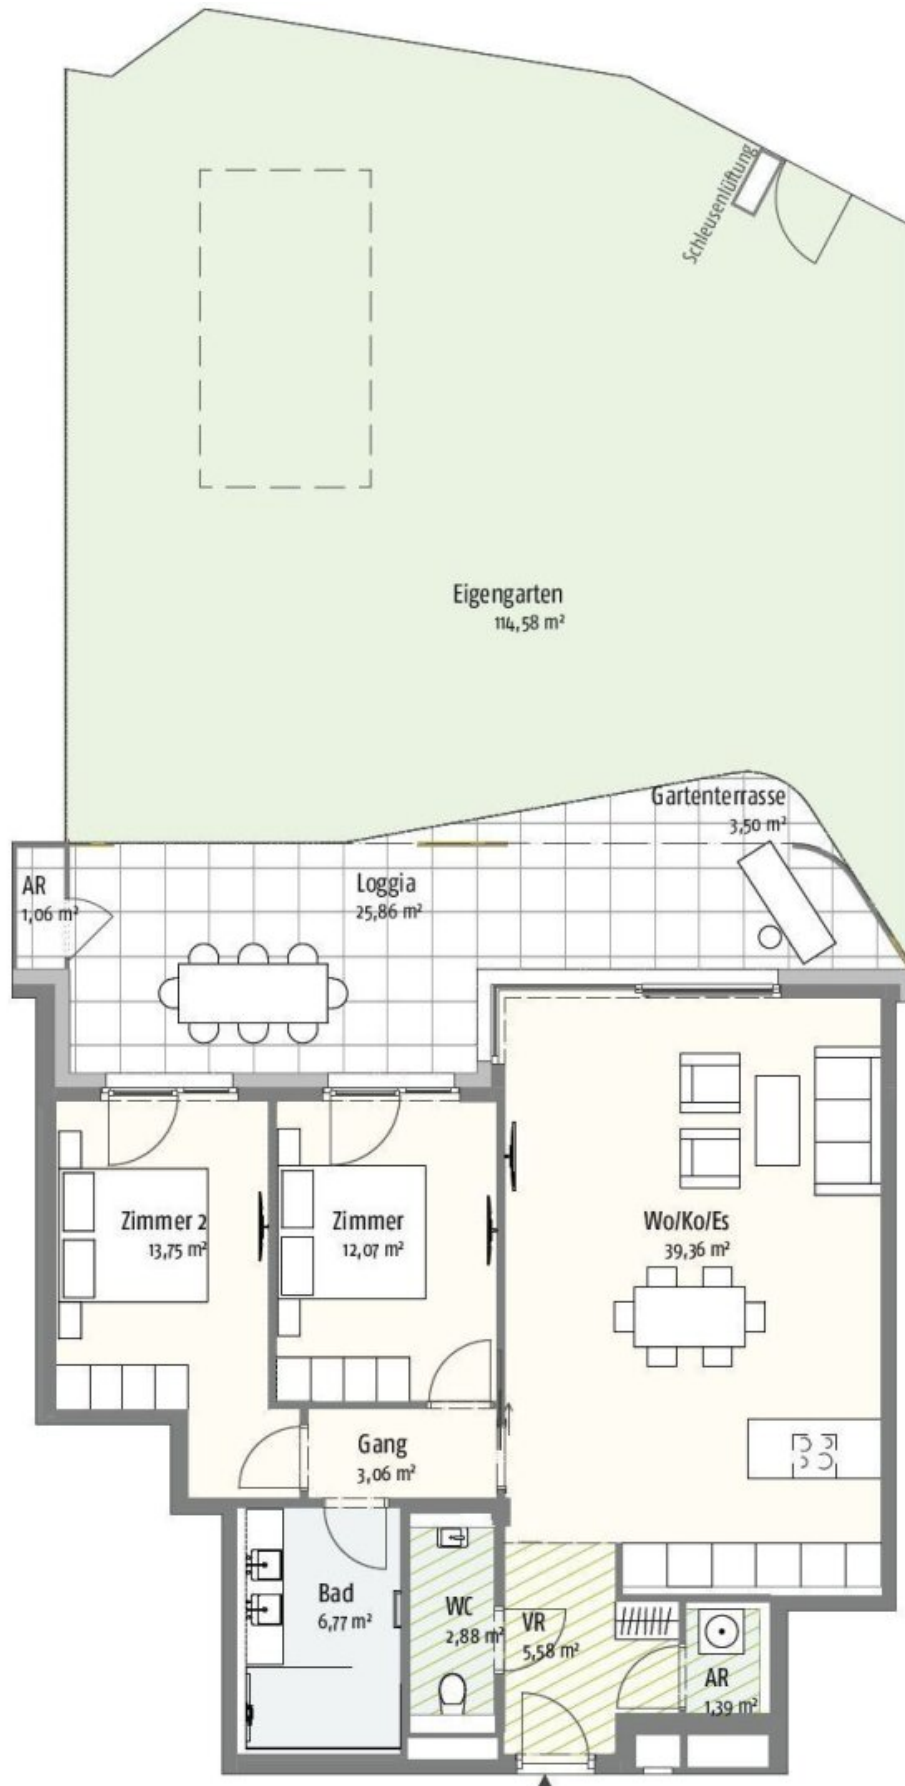 Schleusenlüftung
Eigengarten
114,58 m²
Gartenterrasse
3,50 m²
AR
1,06 m²
Loggia
25,86 m²
Zimmer 2
13,75 m²
Zimmer
12,07 m²
Wo/Ko/Es
39,36 m²
Gang
3,06 m²
Bad
6,77 m²
WC
2,88 m²
VR
5,58 m²
AR
1,39 m²